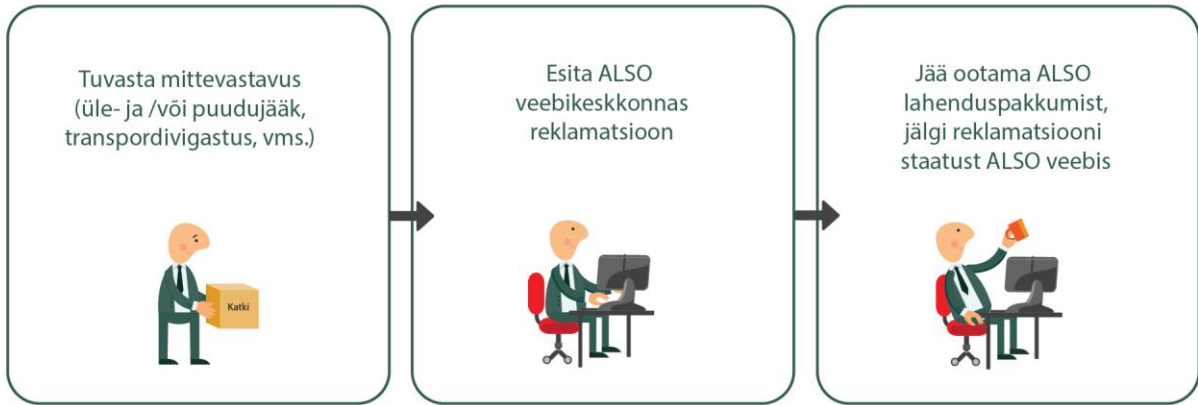 Tuvasta mittevastavus
(üle- ja /või puudujääk,
transpordivigastus, vms.)
Katki
Esita ALSO
veebikeskkonnas
reklamatsioon
Jää ootama ALSO
lahenduspakkumist,
jälgi reklamatsiooni
staatust ALSO veebis